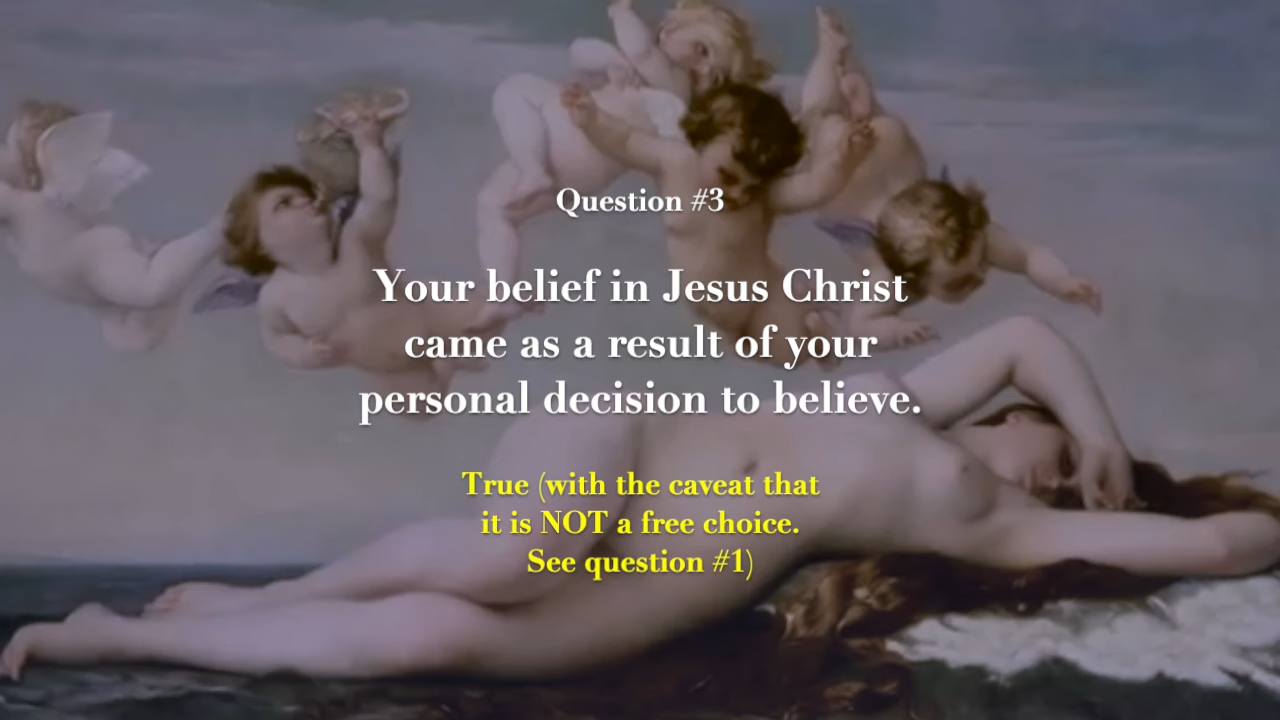 Question #3
Your belief in Jesus Christ
came as a result of your
personal decision to believe.
True (with the caveat that
it is NOT a free choice.
See question #1)